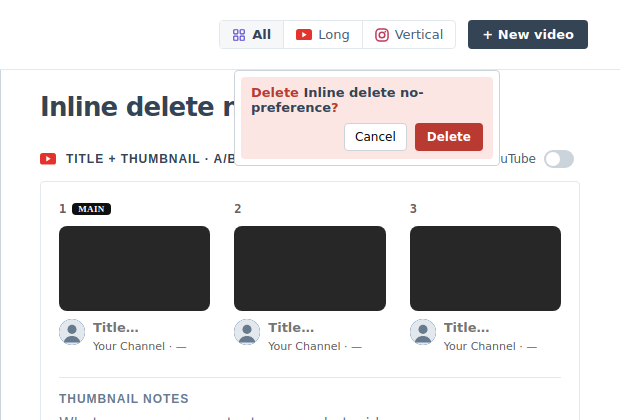 All
Long
Vertical
+ New video
Inline delete
Delete Inline delete no-
preference?
Cancel
Delete
TITLE + THUMBNAIL · A/B
1 MAIN
2
3
Title...
Your Channel · —
Title...
Your Channel · —
Title...
Your Channel · —
THUMBNAIL NOTES